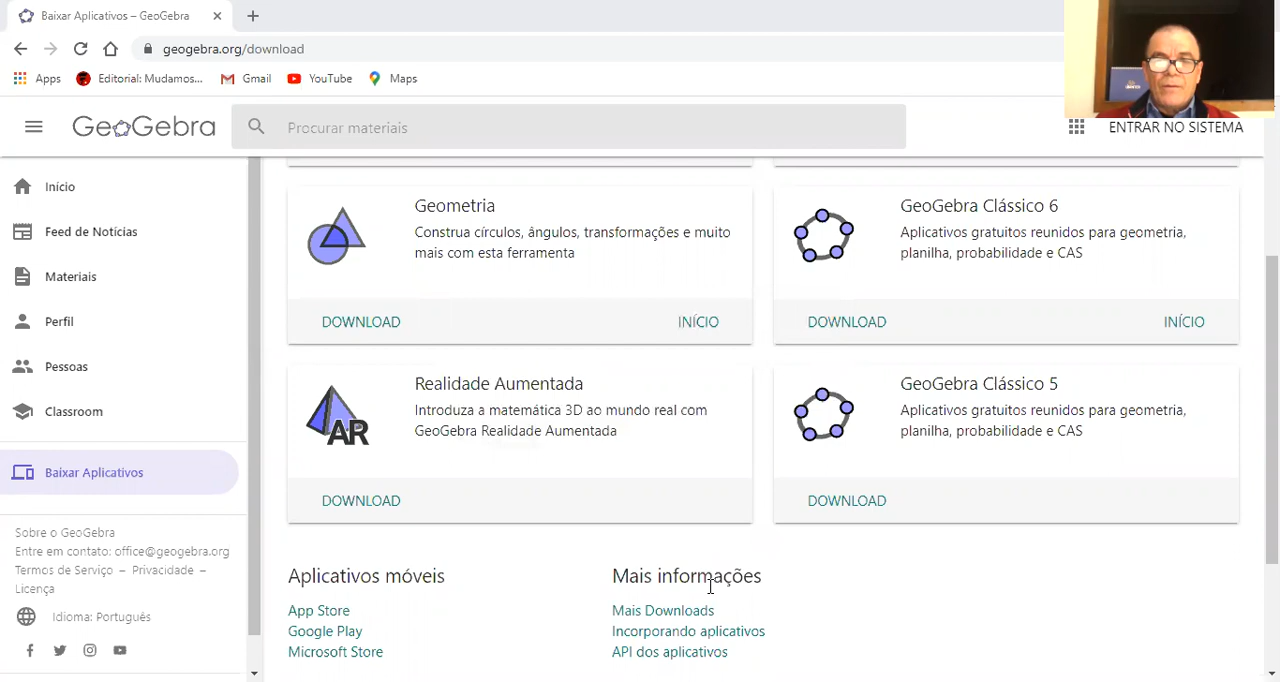 Baixar Aplicativos – GeoGebra
geogebra.org/download
Apps
Editorial: Mudamos...
Gmail
YouTube
Maps
GeoGebra
Procurar materiais
ENTRAR NO SISTEMA
Início
Feed de Notícias
Materiais
Perfil
Pessoas
Classroom
Baixar Aplicativos
Sobre o GeoGebra
Entre em contato: office@geogebra.org
Termos de Serviço – Privacidade –
Licença
Idioma: Português
Geometria
Construa círculos, ângulos, transformações e muito
mais com esta ferramenta
DOWNLOAD
INÍCIO
GeoGebra Clássico 6
Aplicativos gratuitos reunidos para geometria,
planilha, probabilidade e CAS
DOWNLOAD
INÍCIO
AR
Realidade Aumentada
Introduza a matemática 3D ao mundo real com
GeoGebra Realidade Aumentada
DOWNLOAD
GeoGebra Clássico 5
Aplicativos gratuitos reunidos para geometria,
planilha, probabilidade e CAS
DOWNLOAD
Aplicativos móveis
App Store
Google Play
Microsoft Store
Mais informações
Mais Downloads
Incorporando aplicativos
API dos aplicativos